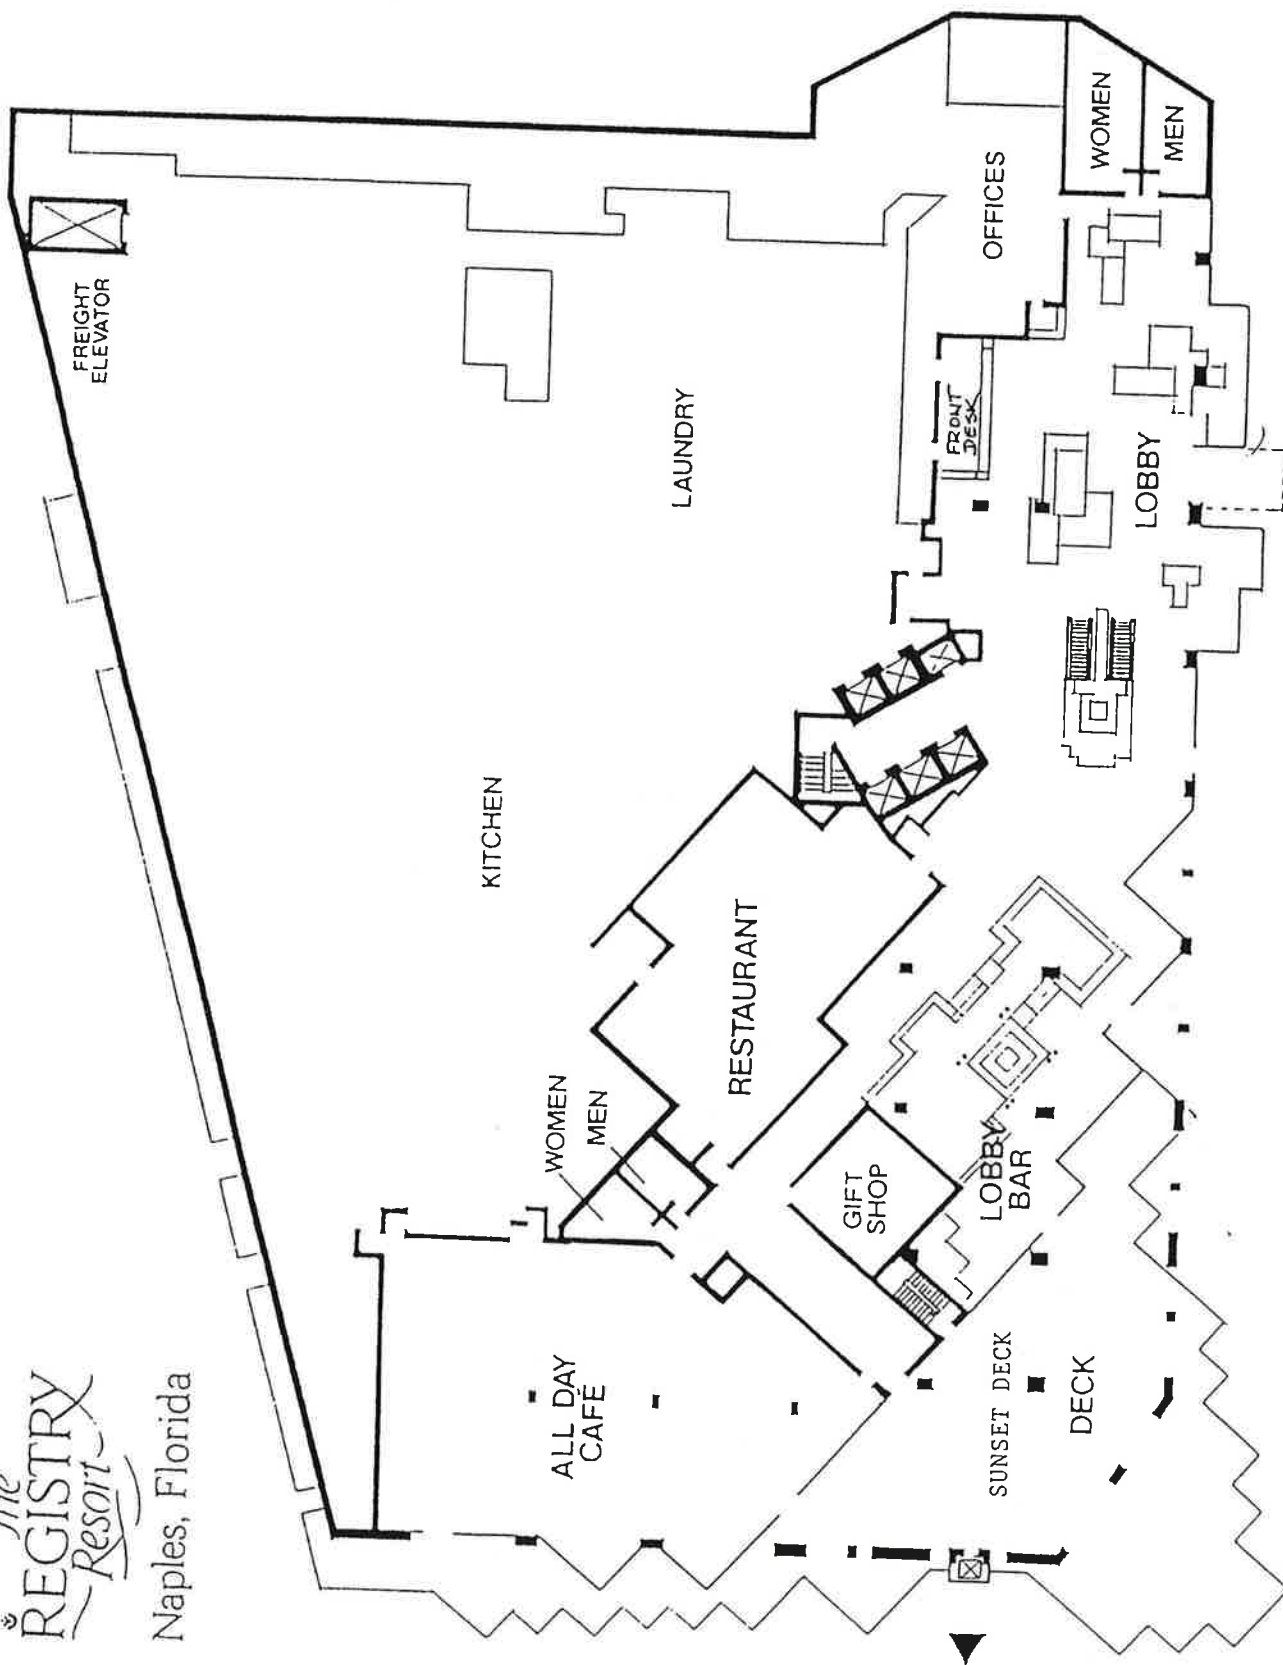 The
REGISTRY
Resort
Naples, Florida
FREIGHT
ELEVATOR
LAUNDRY
KITCHEN
OFFICES
WOMEN
MEN
FRONT
DESK
LOBBY
RESTAURANT
WOMEN
MEN
GIFT
SHOP
LOBBY
BAR
ALL DAY
CAFÉ
SUNSET DECK
DECK